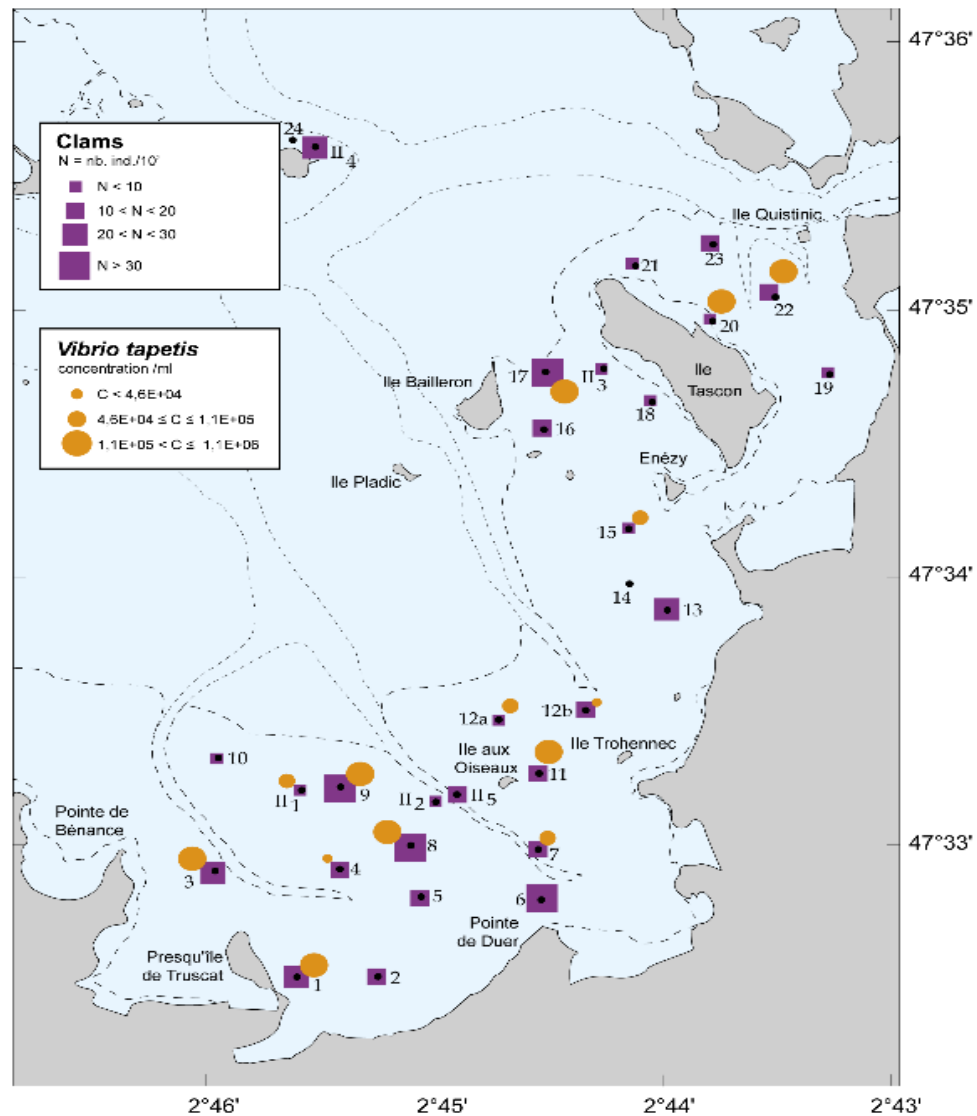 47°36'
Clams
N = nb. ind./10'
N < 10
10 < N < 20
20 < N < 30
N > 30
24
II 4
Ile Quistinic
23
21
22
47°35'
20
Ile
Tascon
19
Vibrio tapetis
concentration /ml
C < 4,6E+04
4,6E+04 ≤ C ≤ 1,1E+05
1,1E+05 < C ≤ 1,1E+06
Ile Bailleron
17
II 3
18
16
Enézy
Ile Pladic
15
47°34'
14
13
12a
12b
Ile Trohennec
Ile aux
Oiseaux
11
10
II 1
9
II 2
II 5
Pointe de
Bénance
47°33'
8
7
3
4
5
6
Pointe
de Duer
Presqu'île
de Truscat
1
2
2°46'
2°45'
2°44'
2°43'